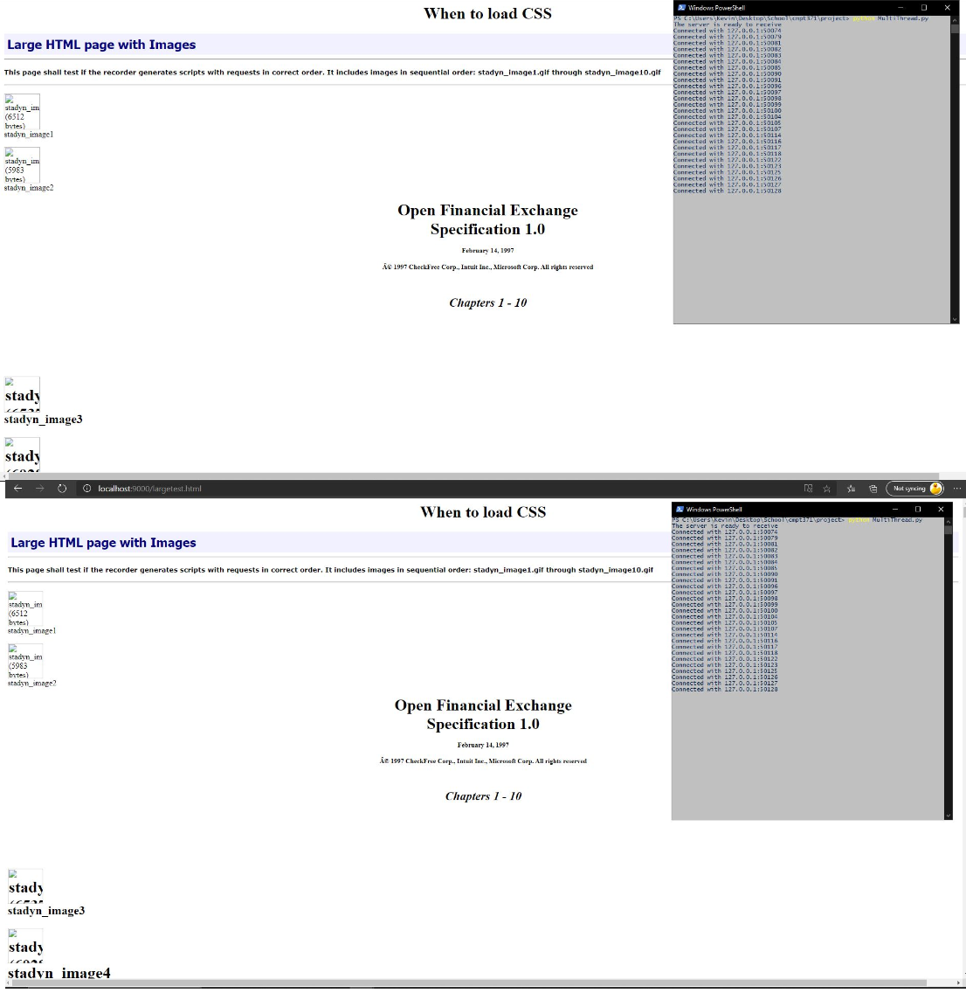 When to load CSS
Large HTML page with Images
This page shall test if the recorder generates scripts with requests in correct order. It includes images in sequential order: stadyn_image1.gif through stadyn_image10.gif
stadyn_im
(6512
bytes)
stadyn_image1
stadyn_im
(5983
bytes)
stadyn_image2
Open Financial Exchange
Specification 1.0
February 14, 1997
Â© 1997 CheckFree Corp., Intuit Inc., Microsoft Corp. All rights reserved
Chapters 1 - 10
stady
stadyn_image3
stady
Windows PowerShell
PS C:\Users\Kevin\Desktop\School\cmpt371\project> python MultiThread.py
The server is ready to receive
Connected with 127.0.0.1:50074
Connected with 127.0.0.1:50079
Connected with 127.0.0.1:50081
Connected with 127.0.0.1:50082
Connected with 127.0.0.1:50083
Connected with 127.0.0.1:50084
Connected with 127.0.0.1:50085
Connected with 127.0.0.1:50090
Connected with 127.0.0.1:50091
Connected with 127.0.0.1:50096
Connected with 127.0.0.1:50097
Connected with 127.0.0.1:50098
Connected with 127.0.0.1:50099
Connected with 127.0.0.1:50100
Connected with 127.0.0.1:50104
Connected with 127.0.0.1:50105
Connected with 127.0.0.1:50107
Connected with 127.0.0.1:50114
Connected with 127.0.0.1:50116
Connected with 127.0.0.1:50117
Connected with 127.0.0.1:50118
Connected with 127.0.0.1:50122
Connected with 127.0.0.1:50123
Connected with 127.0.0.1:50125
Connected with 127.0.0.1:50126
Connected with 127.0.0.1:50127
Connected with 127.0.0.1:50128
localhost:9000/largetest.html
Not syncing
When to load CSS
Large HTML page with Images
This page shall test if the recorder generates scripts with requests in correct order. It includes images in sequential order: stadyn_image1.gif through stadyn_image10.gif
stadyn_im
(6512
bytes)
stadyn_image1
stadyn_im
(5983
bytes)
stadyn_image2
Open Financial Exchange
Specification 1.0
February 14, 1997
Â© 1997 CheckFree Corp., Intuit Inc., Microsoft Corp. All rights reserved
Chapters 1 - 10
stady
stadyn_image3
stady
stadyn_image4
Windows PowerShell
PS C:\Users\Kevin\Desktop\School\cmpt371\project> python MultiThread.py
The server is ready to receive
Connected with 127.0.0.1:50074
Connected with 127.0.0.1:50079
Connected with 127.0.0.1:50081
Connected with 127.0.0.1:50082
Connected with 127.0.0.1:50083
Connected with 127.0.0.1:50084
Connected with 127.0.0.1:50085
Connected with 127.0.0.1:50090
Connected with 127.0.0.1:50091
Connected with 127.0.0.1:50096
Connected with 127.0.0.1:50097
Connected with 127.0.0.1:50098
Connected with 127.0.0.1:50099
Connected with 127.0.0.1:50100
Connected with 127.0.0.1:50104
Connected with 127.0.0.1:50105
Connected with 127.0.0.1:50107
Connected with 127.0.0.1:50114
Connected with 127.0.0.1:50116
Connected with 127.0.0.1:50117
Connected with 127.0.0.1:50118
Connected with 127.0.0.1:50122
Connected with 127.0.0.1:50123
Connected with 127.0.0.1:50125
Connected with 127.0.0.1:50126
Connected with 127.0.0.1:50127
Connected with 127.0.0.1:50128